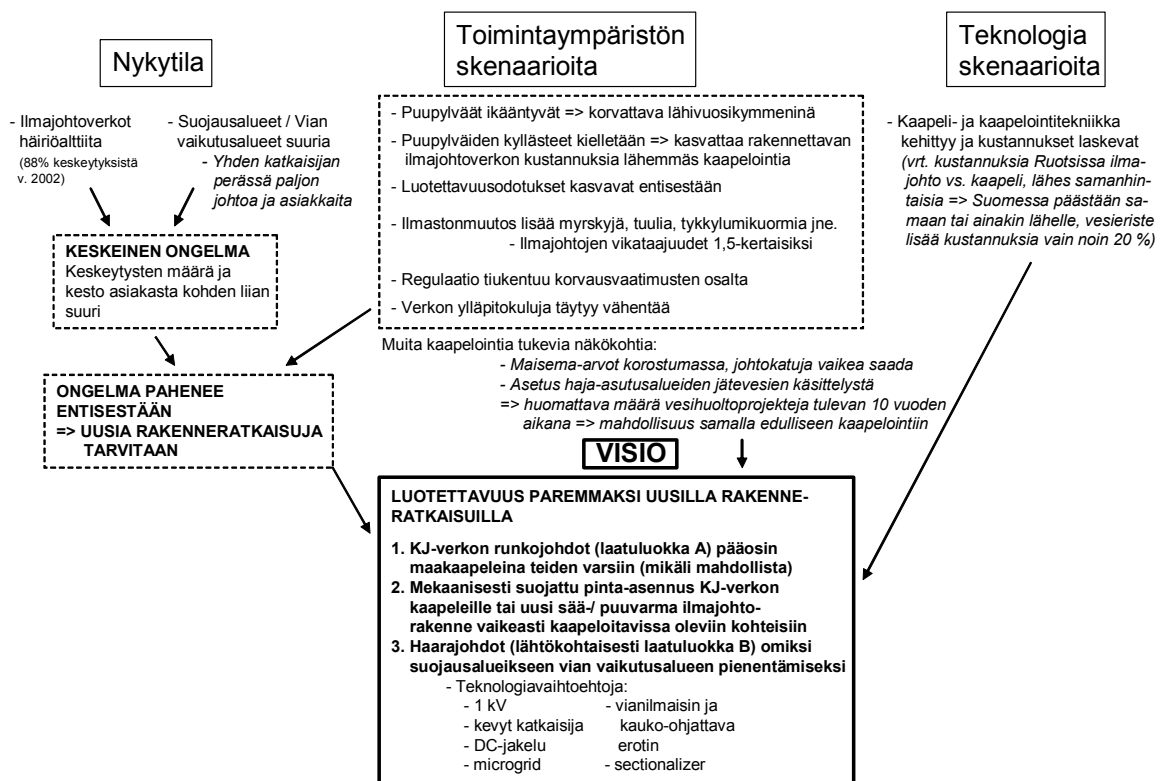 Nykytila
- Ilmajohtoverkot
häiriöalttiita
(88% keskeytyksistä
v. 2002)
- Suojausalueet / Vian
vaikutusalueet suuria
- Yhden katkaisijan
perässä paljon
johtoa ja asiakkaita
KESKEINEN ONGELMA
Keskeytysten määrä ja
kesto asiakasta kohden liian
suuri
ONGELMA PAHENEE
ENTISESTÄÄN
=> UUSIA RAKENNERATKAISUJA
TARVITAAN
Toimintaympäristön
skenaarioita
- Puupylväät ikääntyvät => korvattava lähivuosikymmeninä
- Puupylväiden kyllästeet kielletään => kasvattaa rakennettavan
ilmajohtoverkon kustannuksia lähemmäs kaapelointia
- Luotettavuusodotukset kasvavat entisestään
- Ilmastonmuutos lisää myrskyjä, tuulia, tykkylumikuormia jne.
- Ilmajohtojen vikataajuudet 1,5-kertaisiksi
- Regulaatio tiukentuu korvausvaatimusten osalta
- Verkon ylläpitokuluja täytyy vähentää
Muita kaapelointia tukevia näkökohtia:
- Maisema-arvot korostumassa, johtokatuja vaikea saada
- Asetus haja-asutusalueiden jätevesien käsittelystä
=> huomattava määrä vesihuoltoprojekteja tulevan 10 vuoden
aikana => mahdollisuus samalla edulliseen kaapelointiin
Teknologia
skenaarioita
- Kaapeli- ja kaapelointitekniikka
kehittyy ja kustannukset laskevat
(vrt. kustannuksia Ruotsissa ilma-
johto vs. kaapeli, lähes samanhin-
taisia => Suomessa päästään sa-
maan tai ainakin lähelle, vesieriste
lisää kustannuksia vain noin 20 %)
VISIO
LUOTETTAVUUS PAREMMAKSI UUSILLA RAKENNE-
RATKAISUILLA
1. KJ-verkon runkojohdot (laatuluokka A) pääosin
maakaapeleina teiden varsiin (mikäli mahdollista)
2. Mekaanisesti suojattu pinta-asennus KJ-verkon
kaapeleille tai uusi sää-/ puuvarma ilmajohto-
rakenne vaikeasti kaapeloitavissa oleviin kohteisiin
3. Haarajohdot (lähtökohtaisesti laatuluokka B) omiksi
suojausalueikseen vian vaikutusalueen pienentämiseksi
- Teknologiavaihtoehtoja:
- 1 kV
- kevyt katkaisija
- DC-jakelu
- microgrid
- vianilmaisin ja
kauko-ohjattava
erotin
- sectionalizer